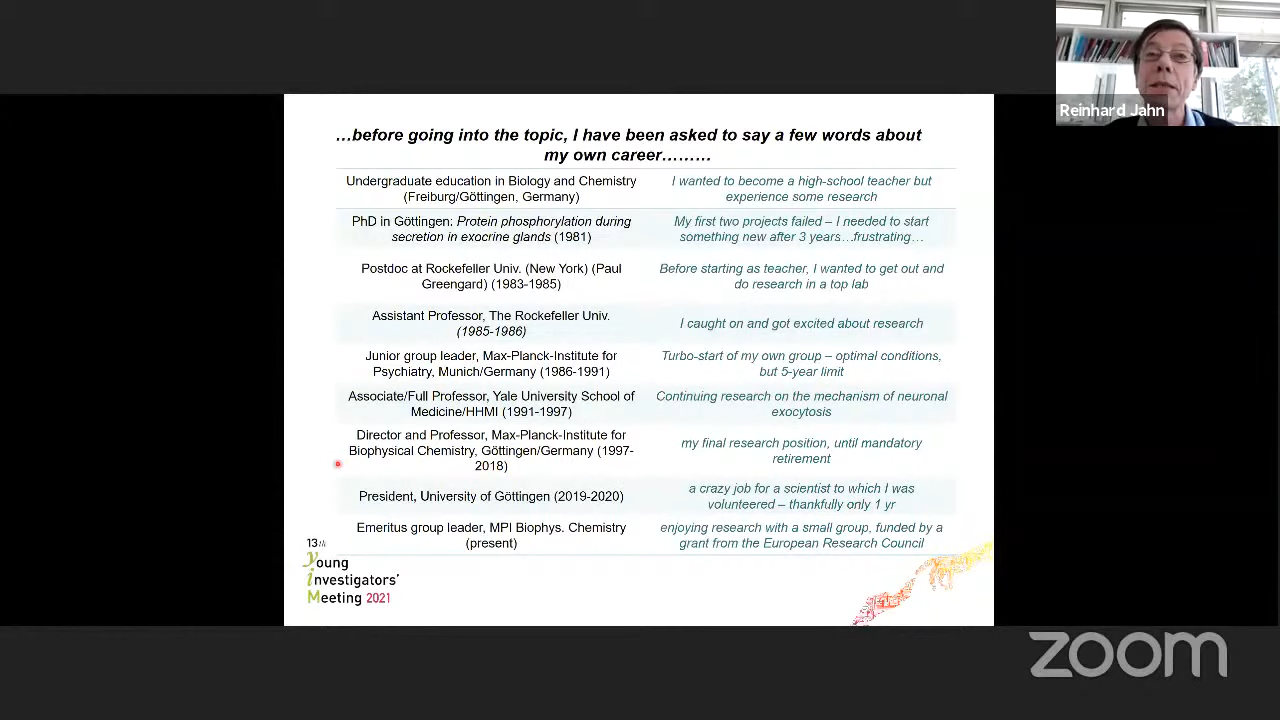 Reinhard Jahn
…before going into the topic, I have been asked to say a few words about
my own career………
Undergraduate education in Biology and Chemistry
(Freiburg/Göttingen, Germany)
I wanted to become a high-school teacher but
experience some research
PhD in Göttingen: Protein phosphorylation during
secretion in exocrine glands (1981)
My first two projects failed – I needed to start
something new after 3 years…frustrating…
Postdoc at Rockefeller Univ. (New York) (Paul
Greengard) (1983-1985)
Before starting as teacher, I wanted to get out and
do research in a top lab
Assistant Professor, The Rockefeller Univ.
(1985-1986)
I caught on and got excited about research
Junior group leader, Max-Planck-Institute for
Psychiatry, Munich/Germany (1986-1991)
Turbo-start of my own group – optimal conditions,
but 5-year limit
Associate/Full Professor, Yale University School of
Medicine/HHMI (1991-1997)
Continuing research on the mechanism of neuronal
exocytosis
Director and Professor, Max-Planck-Institute for
Biophysical Chemistry, Göttingen/Germany (1997-
2018)
my final research position, until mandatory
retirement
President, University of Göttingen (2019-2020)
a crazy job for a scientist to which I was
volunteered – thankfully only 1 yr
Emeritus group leader, MPI Biophys. Chemistry
(present)
enjoying research with a small group, funded by a
grant from the European Research Council
13th
Young
investigators'
Meeting 2021
zoom